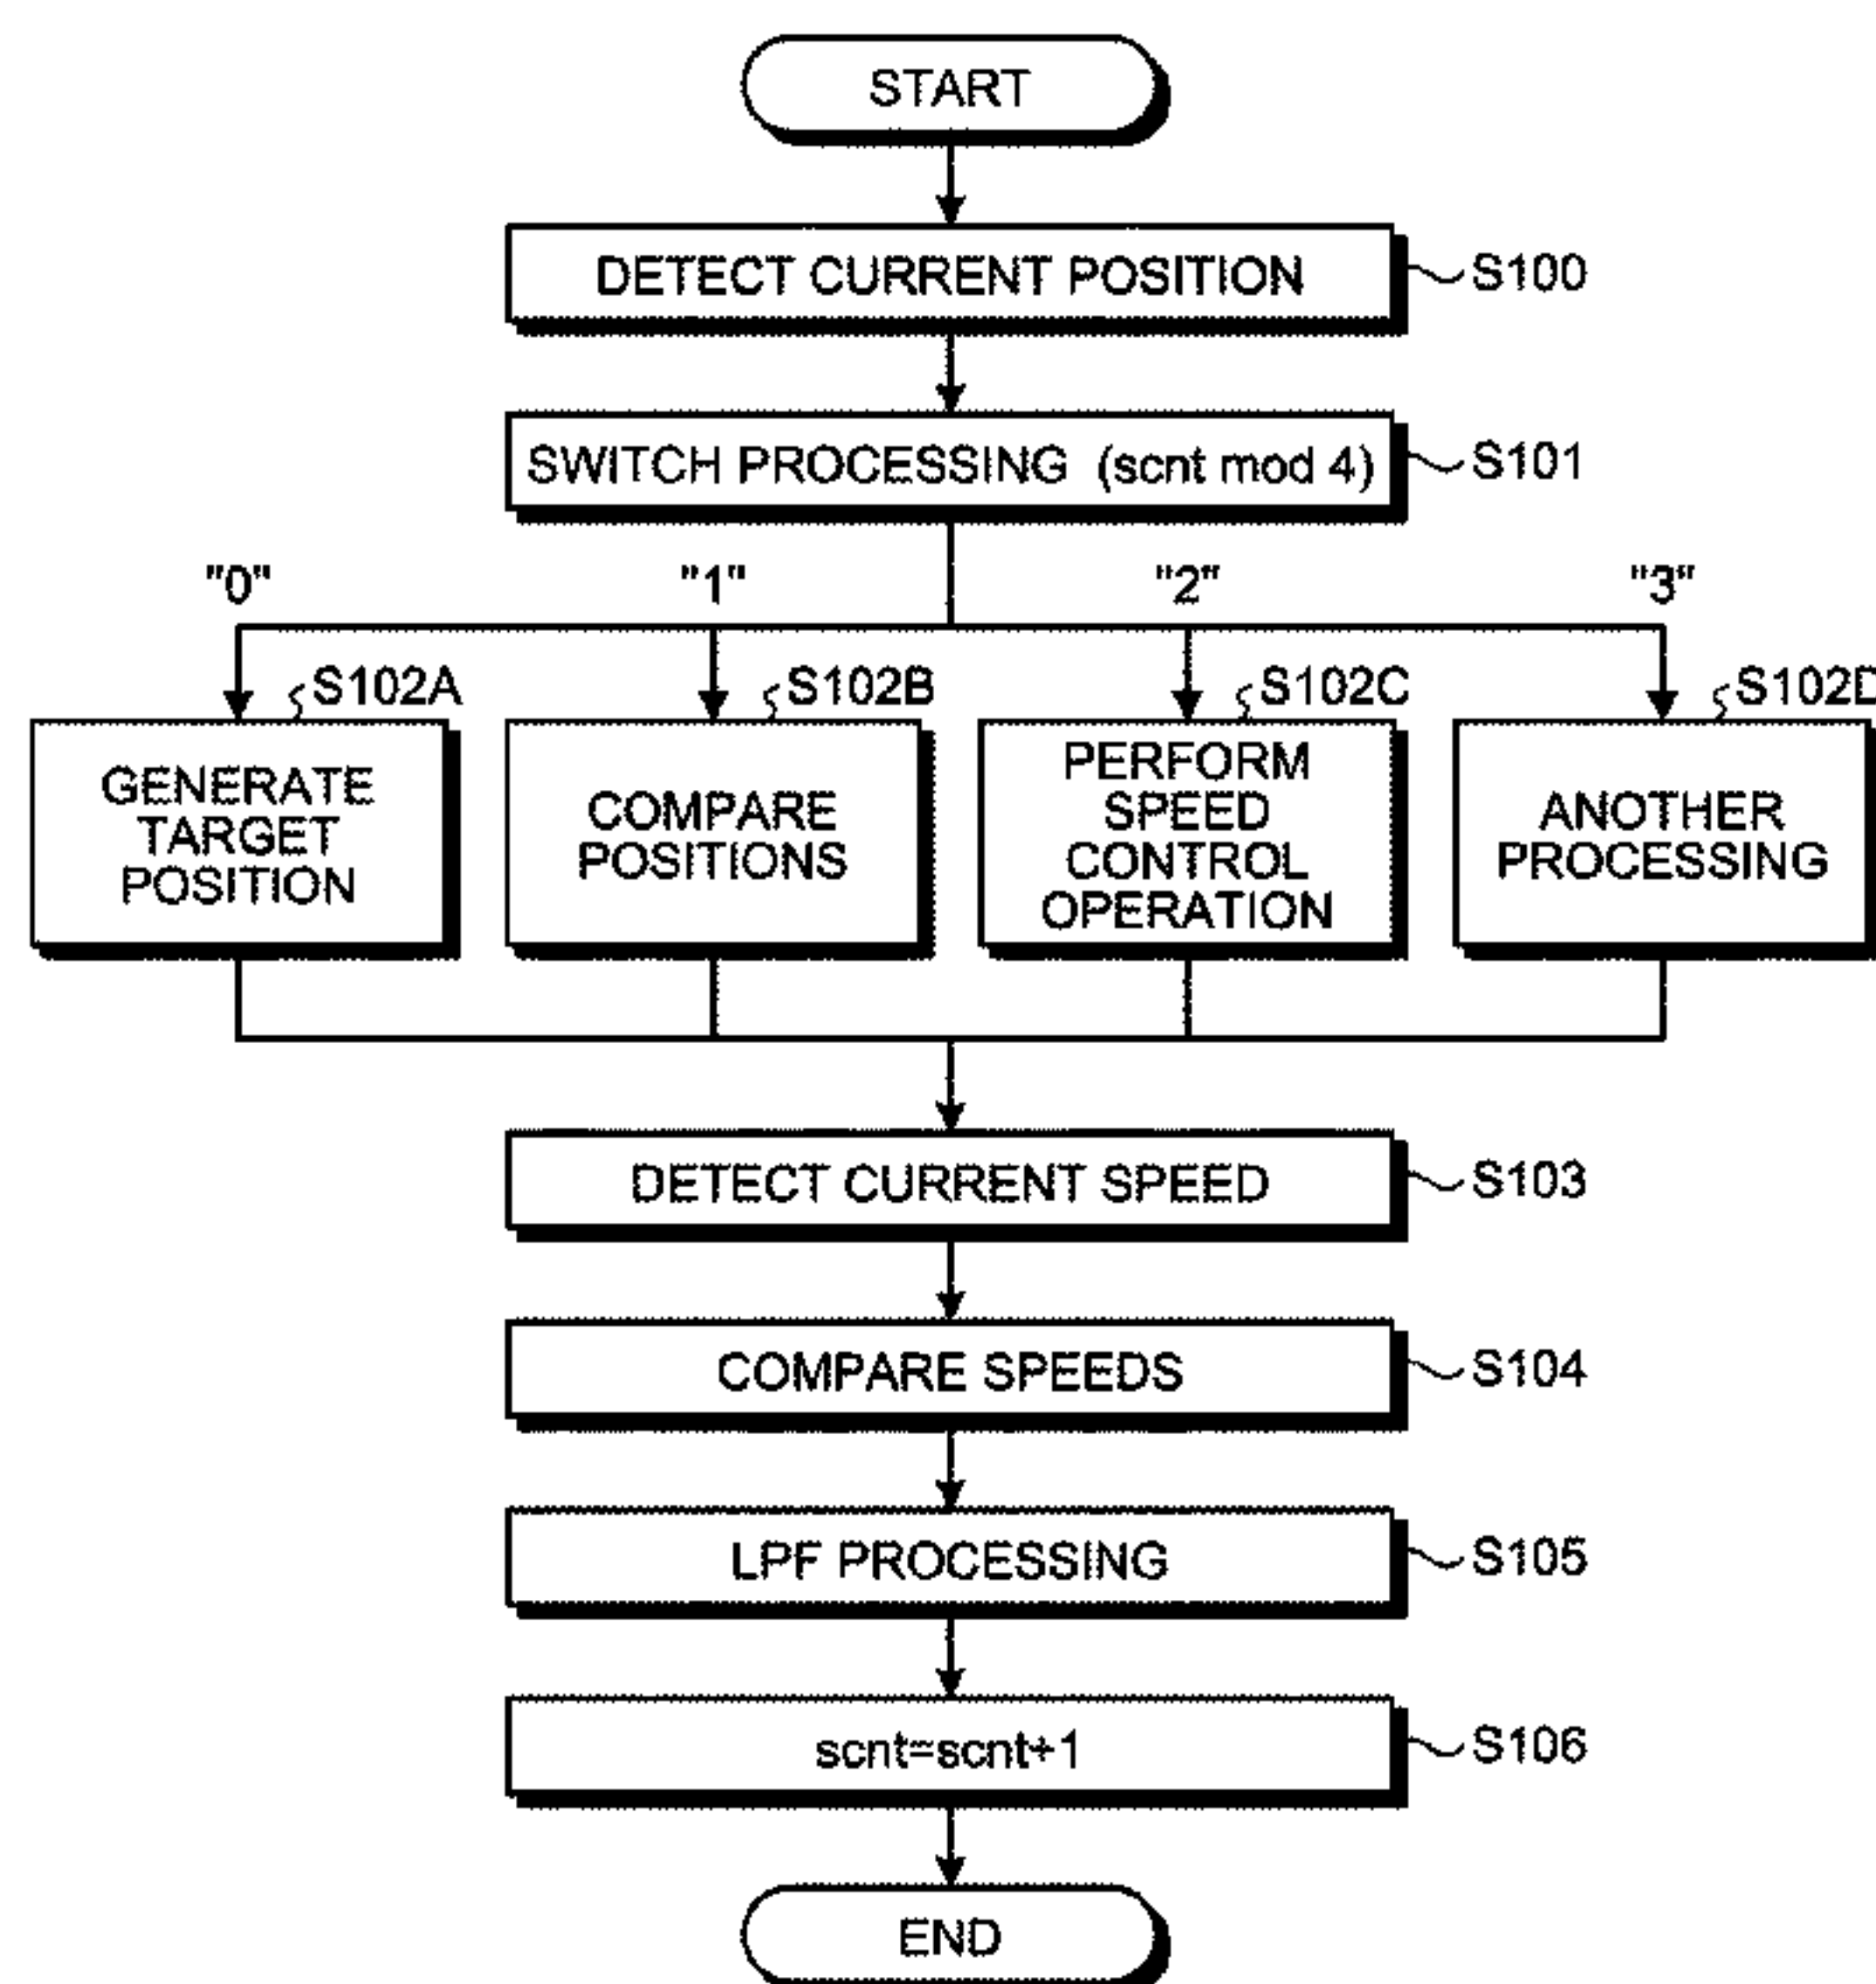 START
DETECT CURRENT POSITION
S100
SWITCH PROCESSING (scnt mod 4)
S101
"0"
"1"
"2"
"3"
S102A
S102B
S102C
S102D
GENERATE
TARGET
POSITION
COMPARE
POSITIONS
PERFORM
SPEED
CONTROL
OPERATION
ANOTHER
PROCESSING
DETECT CURRENT SPEED
S103
COMPARE SPEEDS
S104
LPF PROCESSING
S105
scnt=scnt+1
S106
END